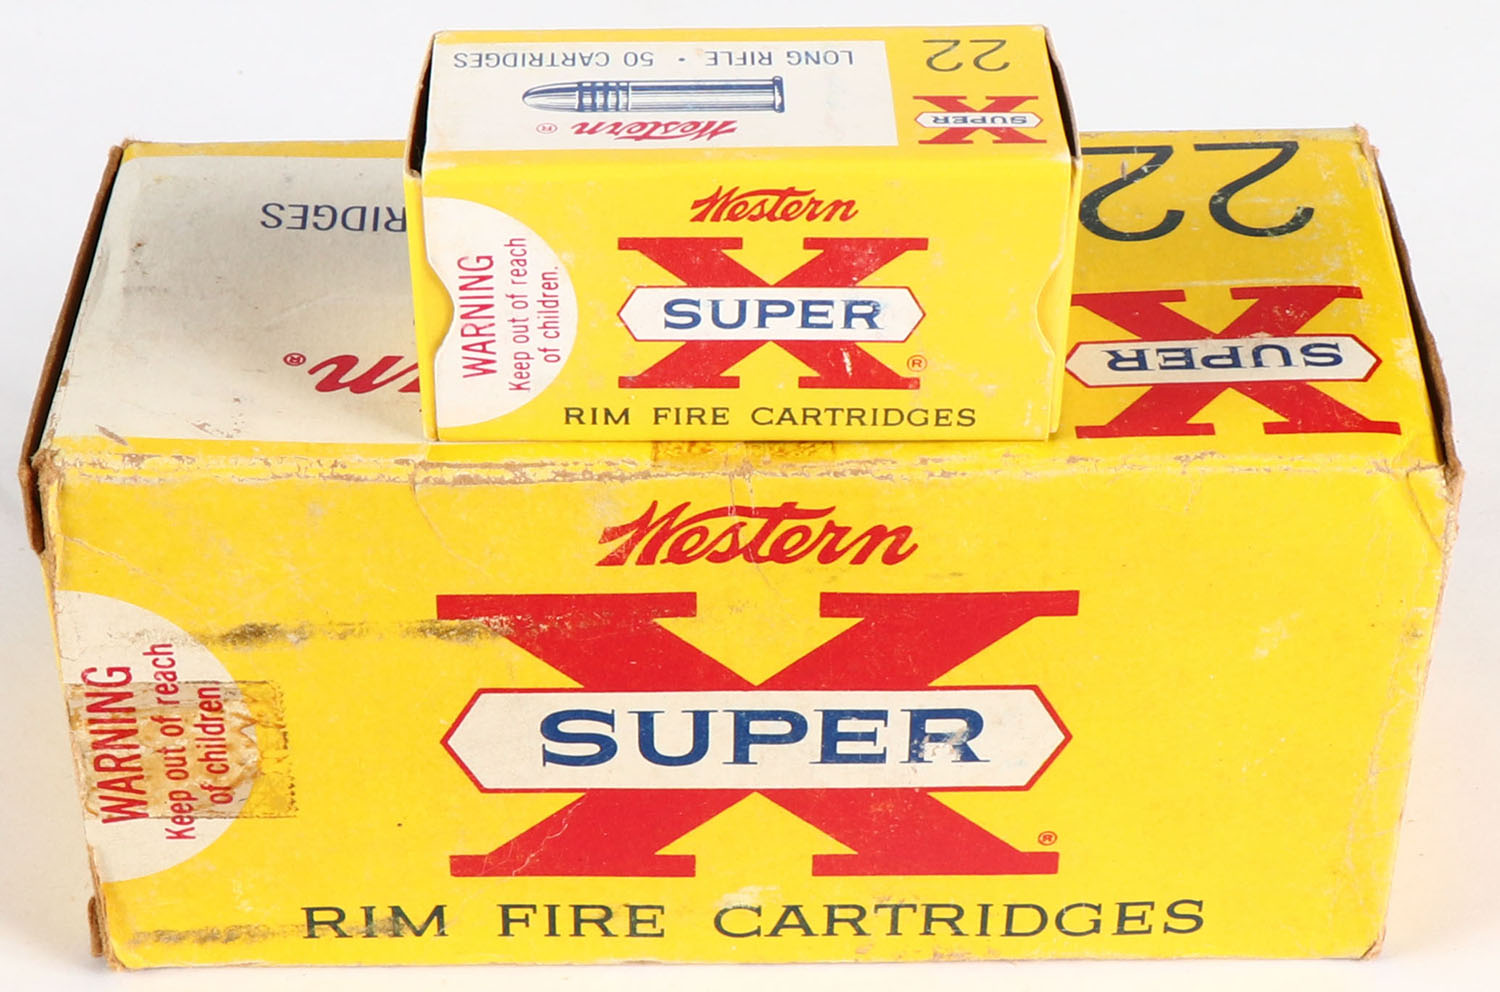 LONG RIFLE • 50 CARTRIDGES
Western ®
22
SUPER X
Western
SUPER X ®
RIM FIRE CARTRIDGES
WARNING
Keep out of reach
of children.
22
SUPER X
®
Western
SUPER X ®
RIM FIRE CARTRIDGES
WARNING
Keep out of reach
of children